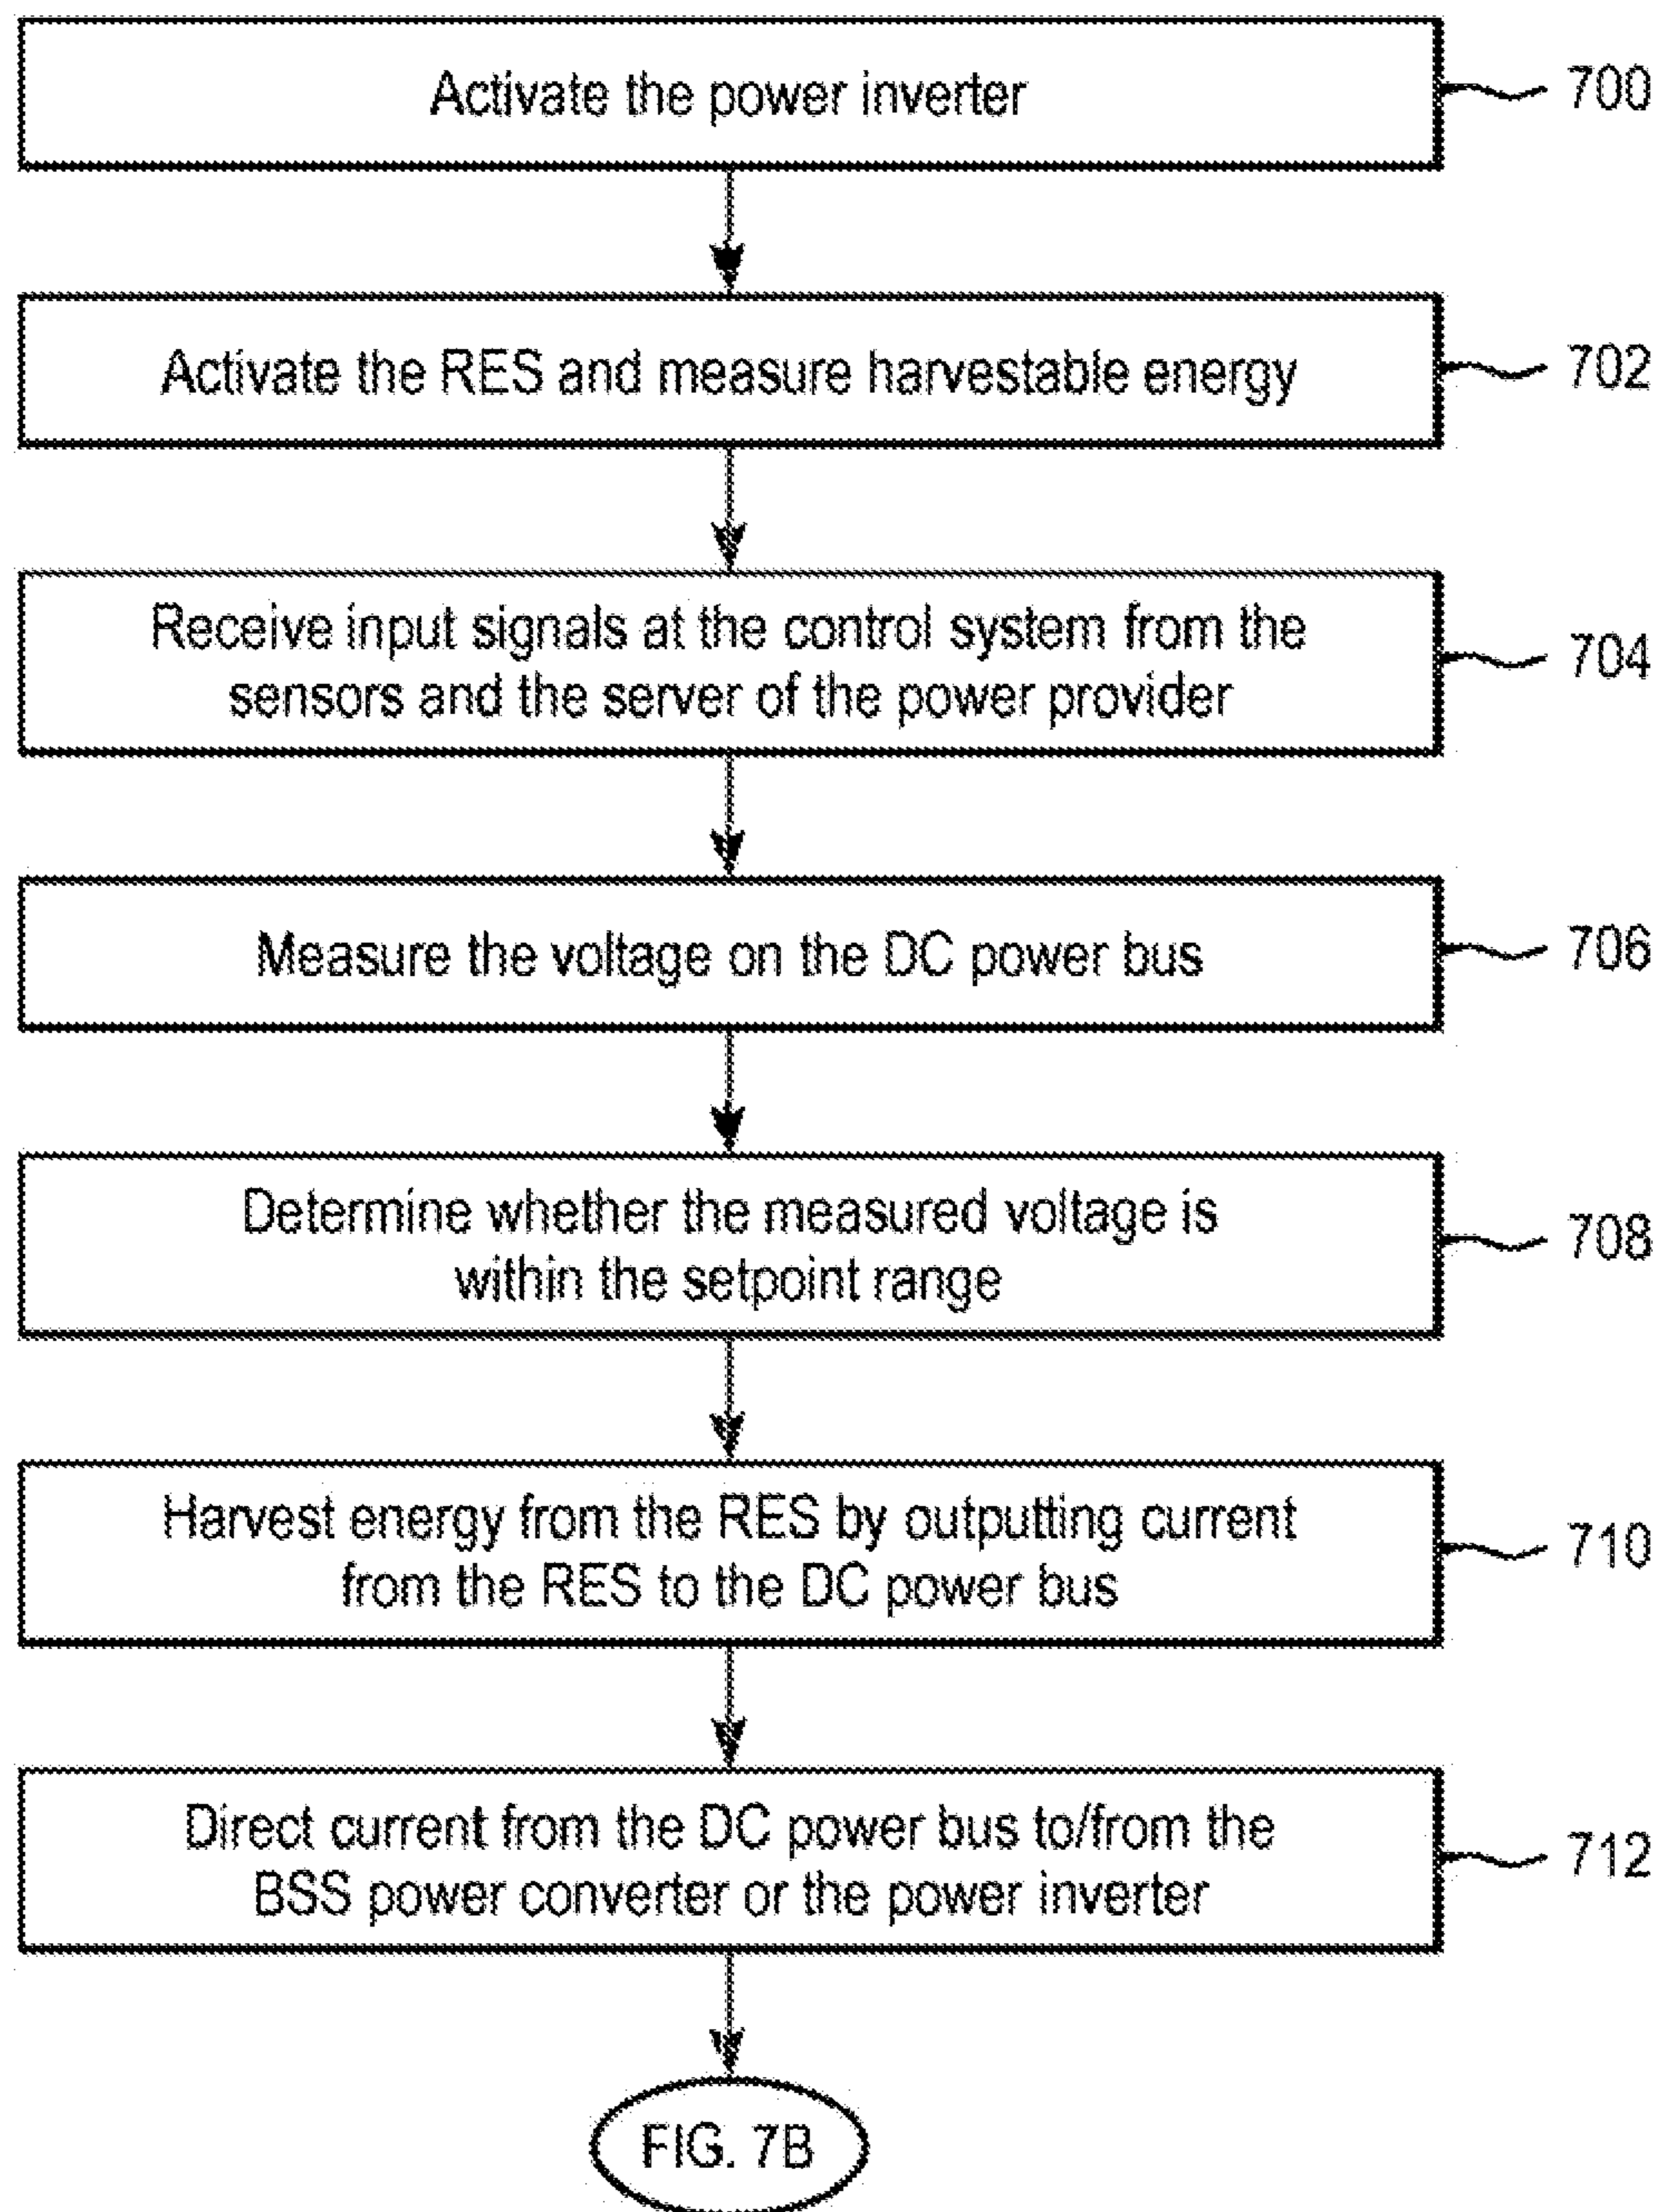 Activate the power inverter
700
Activate the RES and measure harvestable energy
702
Receive input signals at the control system from the
sensors and the server of the power provider
704
Measure the voltage on the DC power bus
706
Determine whether the measured voltage is
within the setpoint range
708
Harvest energy from the RES by outputting current
from the RES to the DC power bus
710
Direct current from the DC power bus to/from the
BSS power converter or the power inverter
712
FIG. 7B